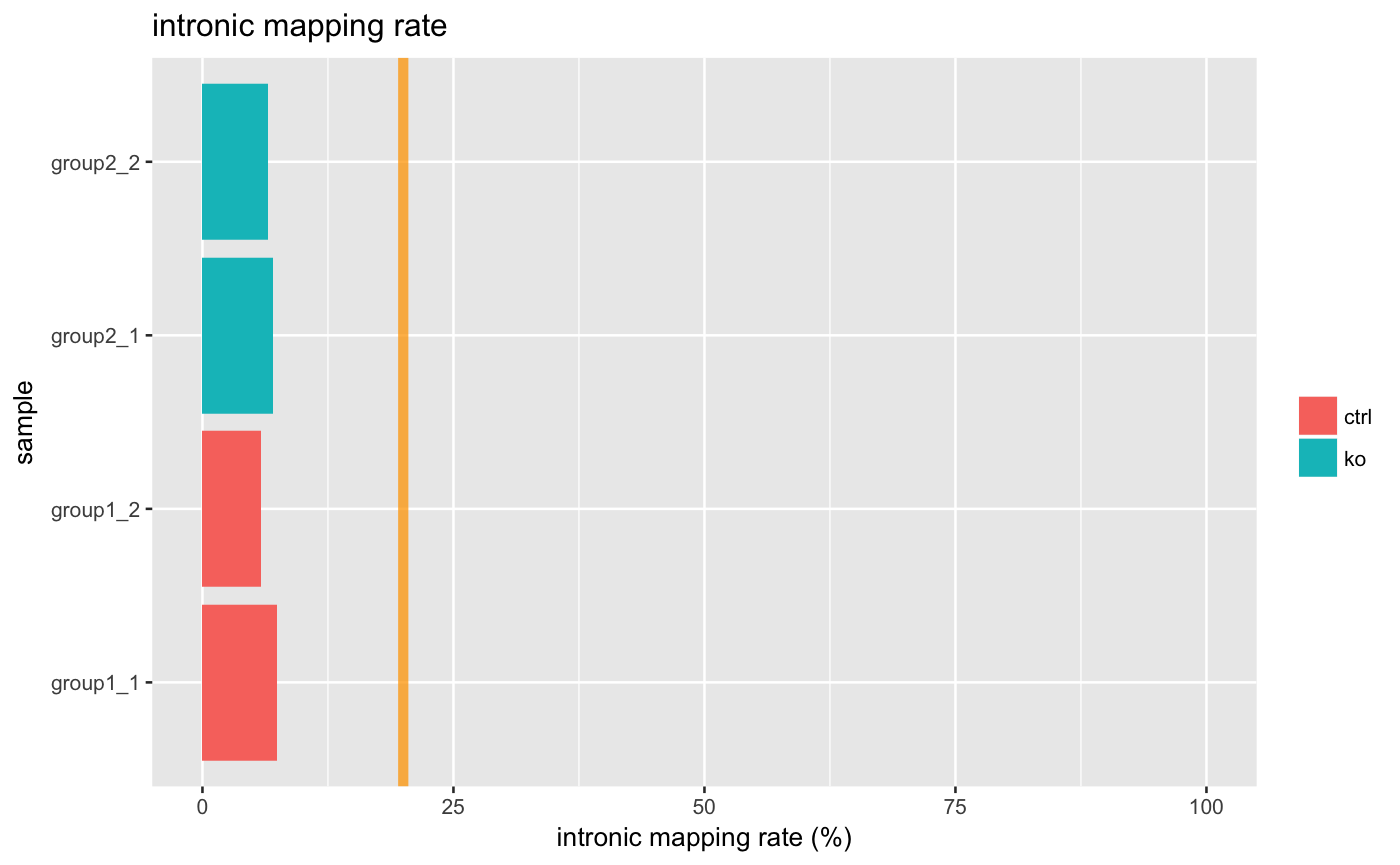 intronic mapping rate
group2_2
group2_1
group1_2
group1_1
sample
0 25 50 75 100
intronic mapping rate (%)
ctrl
ko